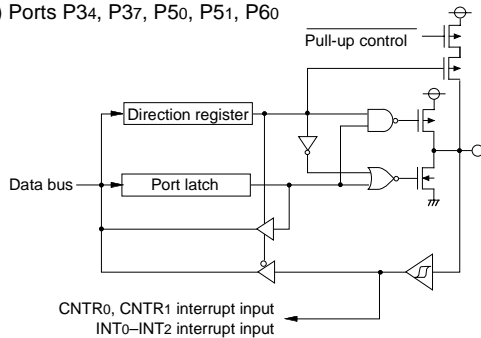 ) Ports P34, P37, P50, P51, P60
Pull-up control
Direction register
Data bus
Port latch
CNTR0, CNTR1 interrupt input
INT0–INT2 interrupt input